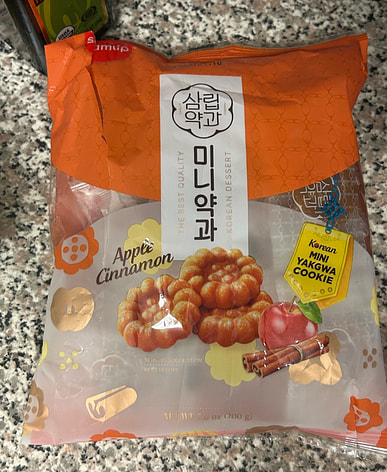 삼립
약과
미니약과
THE BEST QUALITY
KOREAN DESSERT
Apple
Cinnamon
Korean
MINI
YAKGWA
COOKIE